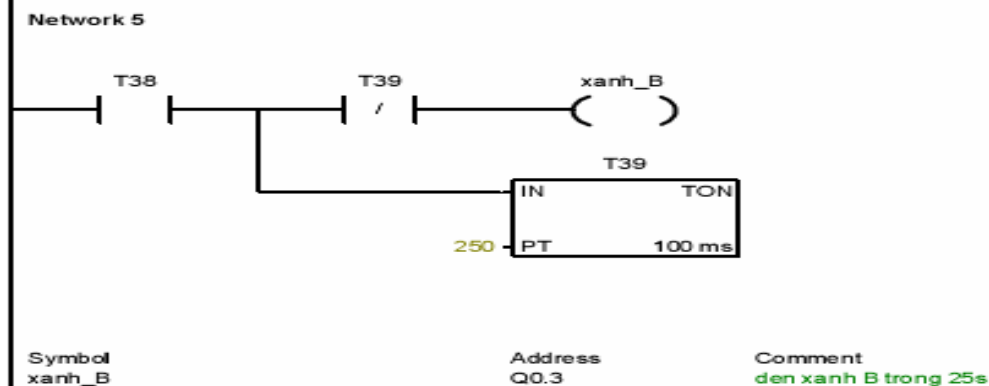 Network 5
T38 T39 xanh_B
/
T39
IN TON
250 PT 100 ms
Symbol Address Comment
xanh_B Q0.3 den xanh B trong 25s